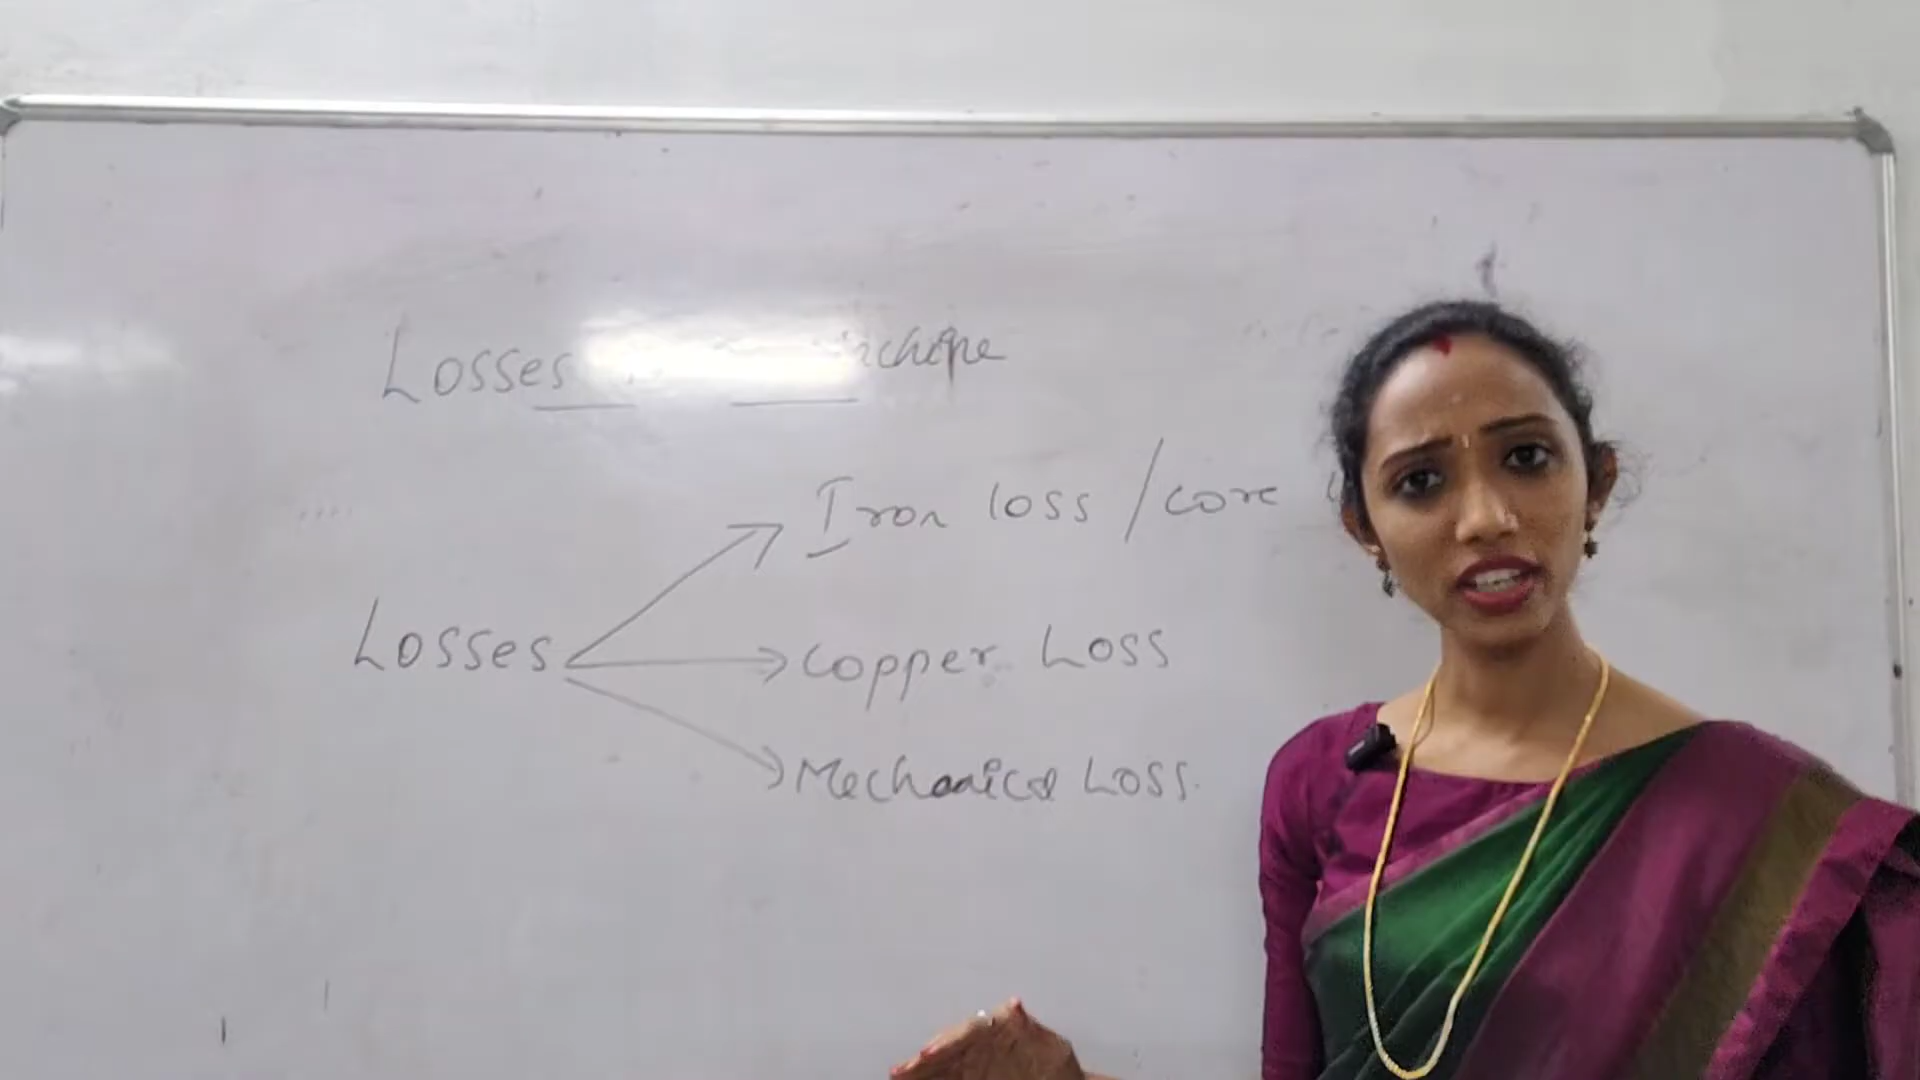 Losses
Iron loss / core
Losses
Copper Loss
Mechanical Loss.